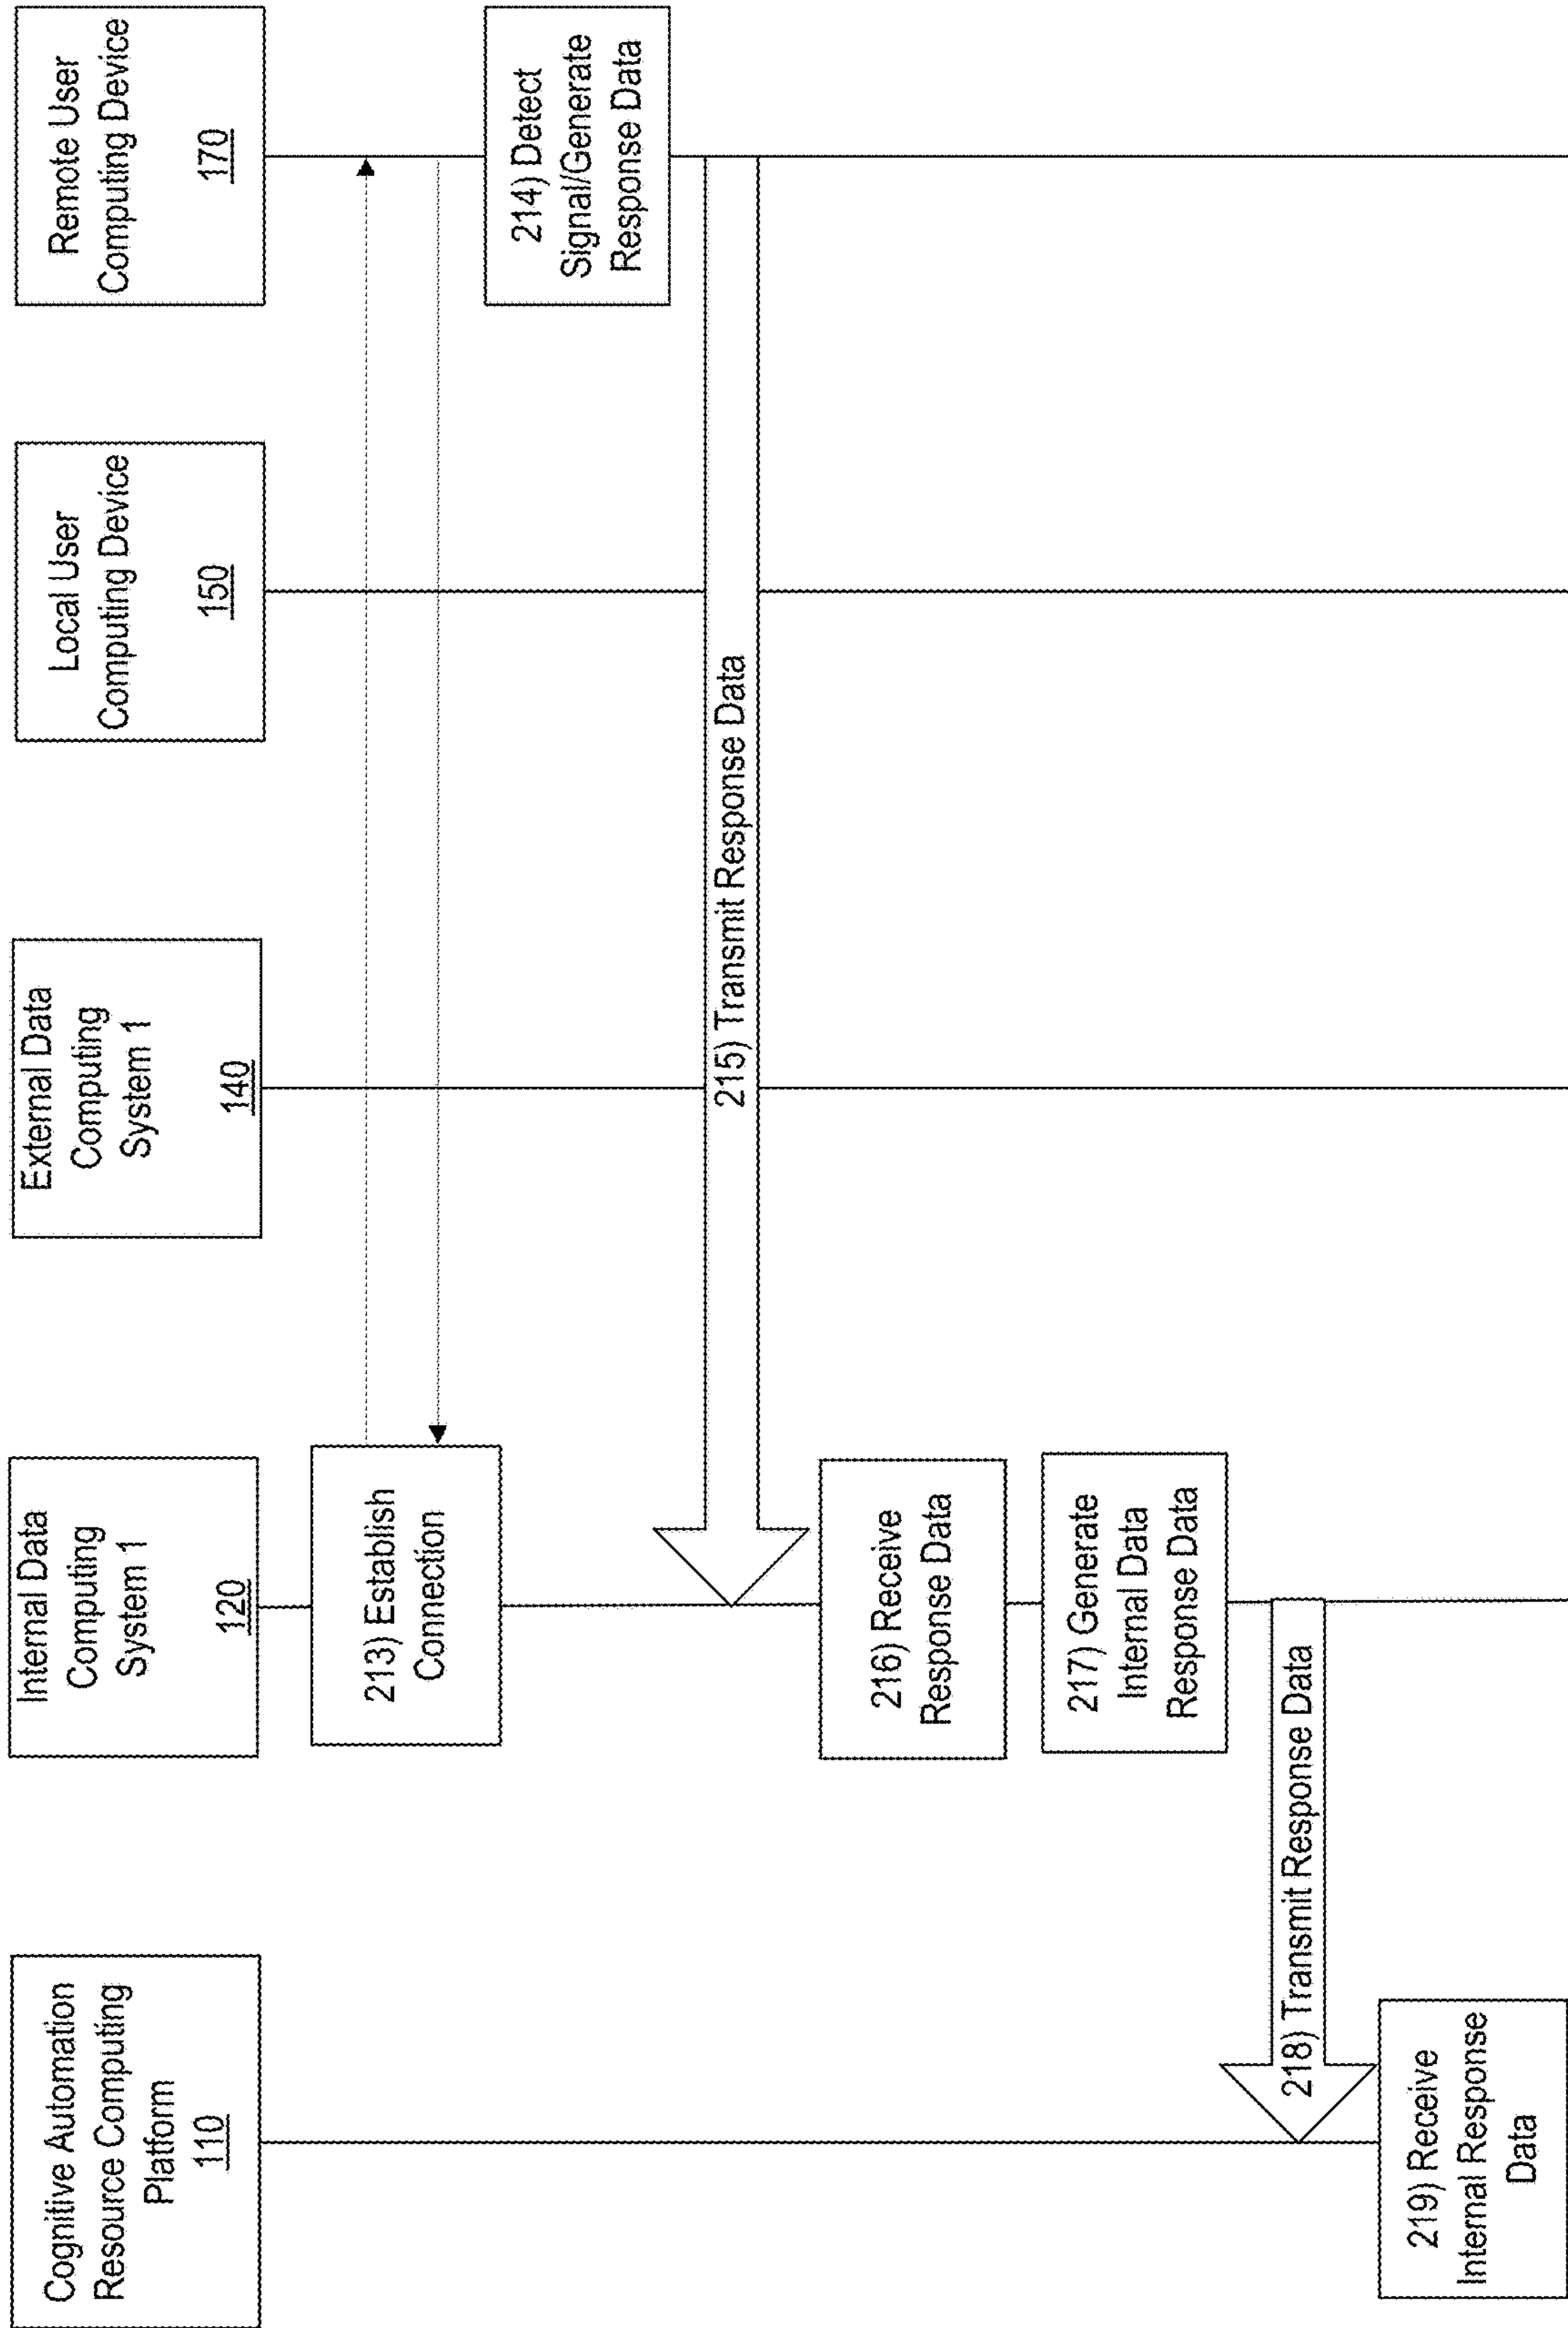 Cognitive Automation
Resource Computing
Platform
110
Internal Data
Computing
System 1
120
External Data
Computing
System 1
140
Local User
Computing Device
150
Remote User
Computing Device
170
213) Establish
Connection
214) Detect
Signal/Generate
Response Data
215) Transmit Response Data
216) Receive
Response Data
217) Generate
Internal Data
Response Data
218) Transmit Response Data
219) Receive
Internal Response
Data